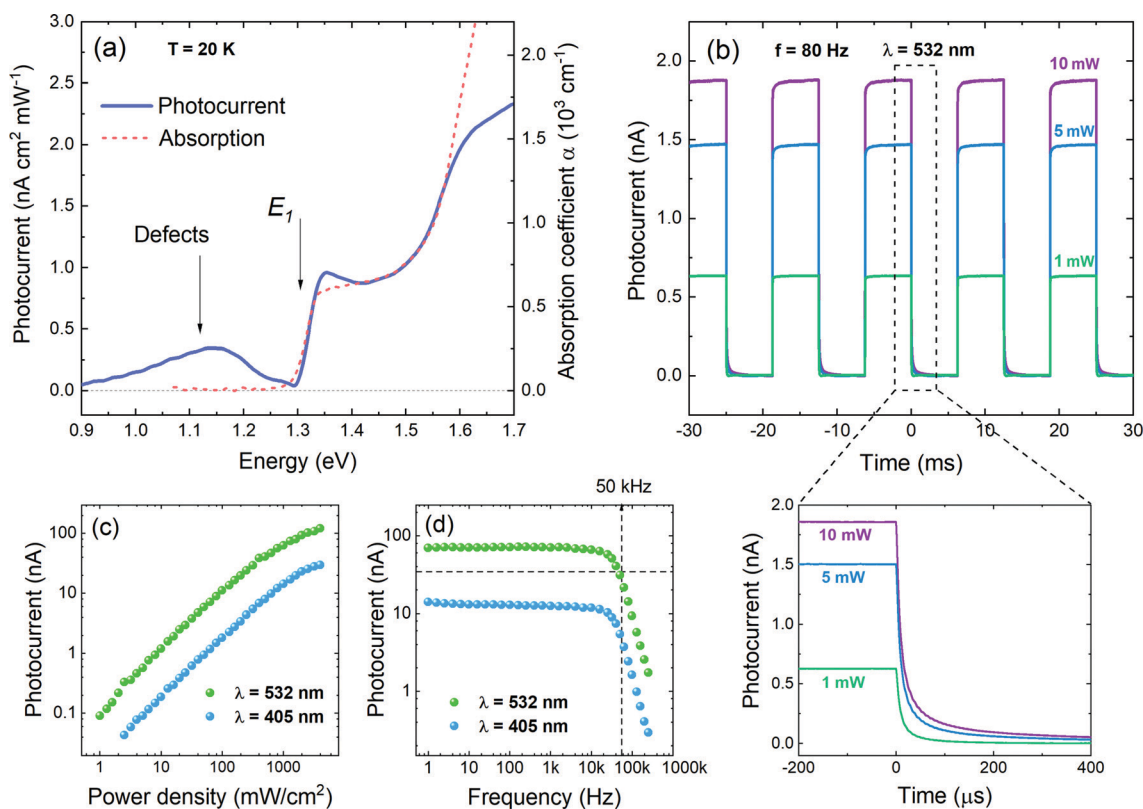 (a)
T = 20 K
Photocurrent
Absorption
Defects
E₁
3.0
2.5
2.0
1.5
1.0
0.5
0.0
2.0
1.5
1.0
0.5
0.0
0.9
1.0
1.1
1.2
1.3
1.4
1.5
1.6
1.7
Photocurrent (nA cm² mW⁻¹)
Absorption coefficient α (10³ cm⁻¹)
Energy (eV)
(b)
f = 80 Hz
λ = 532 nm
10 mW
5 mW
1 mW
2.0
1.5
1.0
0.5
0.0
-30
-20
-10
0
10
20
30
Photocurrent (nA)
Time (ms)
(c)
100
10
1
0.1
λ = 532 nm
λ = 405 nm
1
10
100
1000
Photocurrent (nA)
Power density (mW/cm²)
(d)
50 kHz
100
10
1
λ = 532 nm
λ = 405 nm
1
10
100
1k
10k
100k
1000k
Photocurrent (nA)
Frequency (Hz)
2.0
1.5
1.0
0.5
0.0
10 mW
5 mW
1 mW
-200
0
200
400
Photocurrent (nA)
Time (μs)